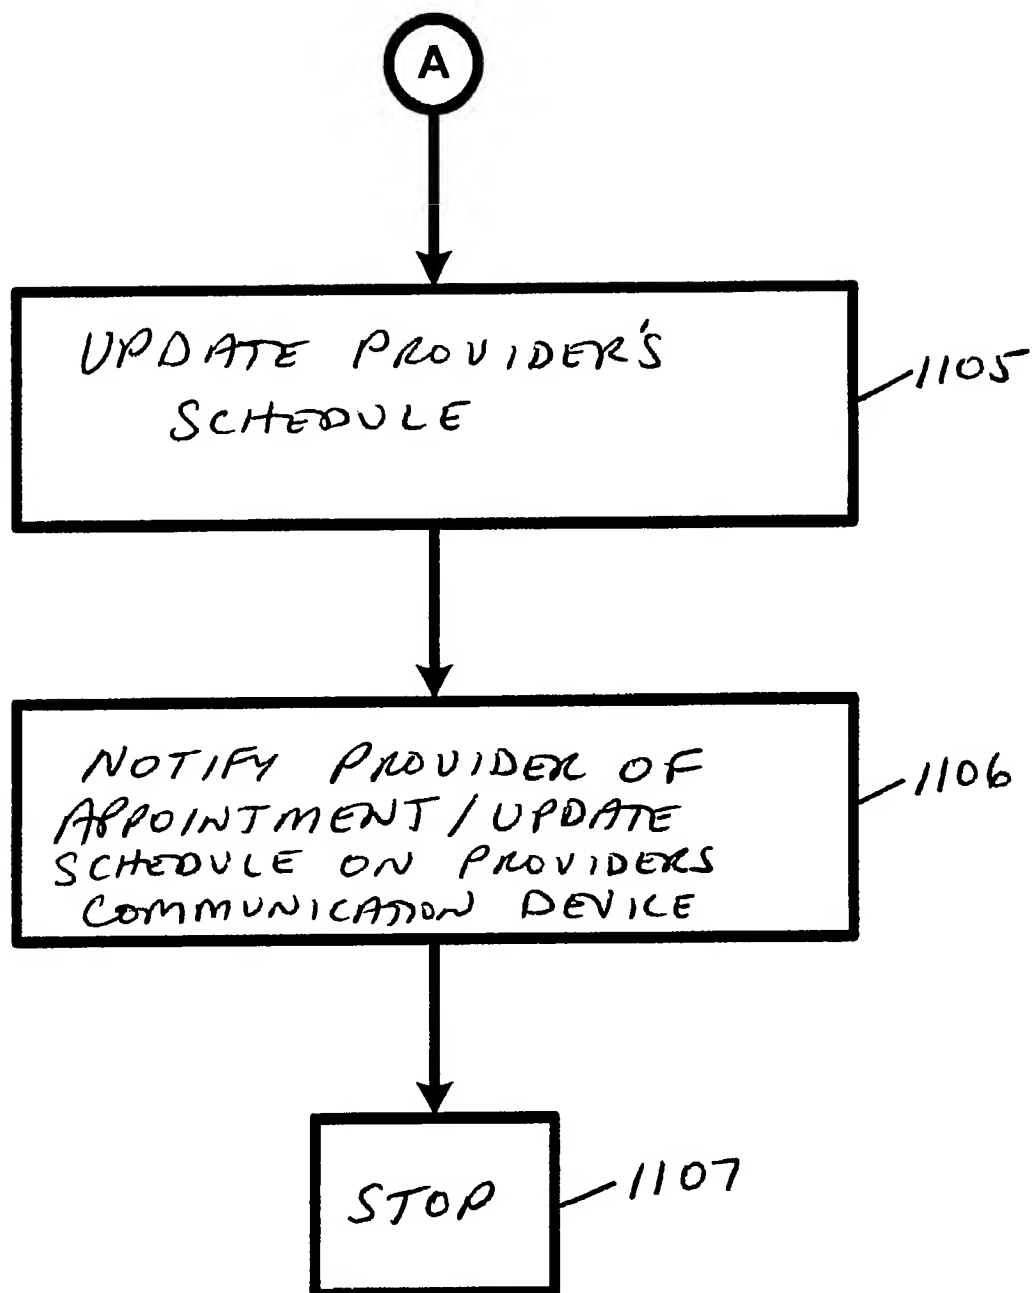 A
UPDATE PROVIDER'S
SCHEDULE
1105
NOTIFY PROVIDER OF
APPOINTMENT/UPDATE
SCHEDULE ON PROVIDERS
COMMUNICATION DEVICE
1106
STOP
1107